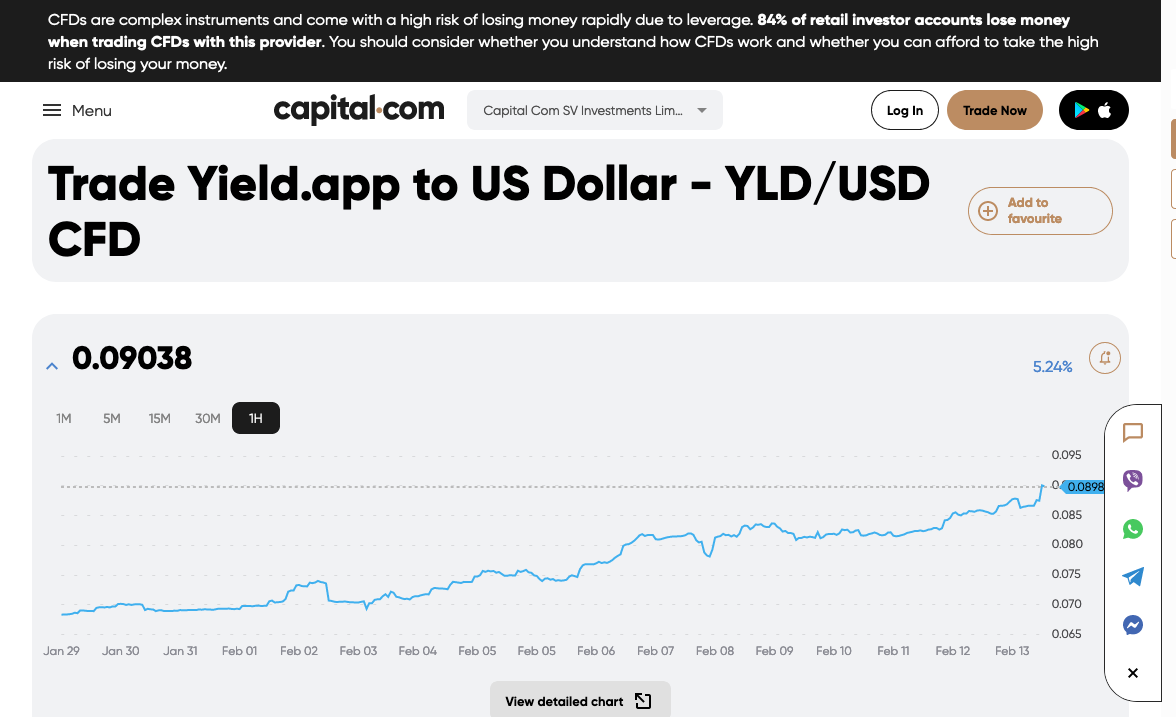 CFDs are complex instruments and come with a high risk of losing money rapidly due to leverage. 84% of retail investor accounts lose money
when trading CFDs with this provider. You should consider whether you understand how CFDs work and whether you can afford to take the high
risk of losing your money.
Menu
capital.com
Capital Com SV Investments Lim...
Log In
Trade Now
Trade Yield.app to US Dollar - YLD/USD
CFD
Add to
favourite
0.09038
5.24%
1M 5M 15M 30M 1H
0.095
0.0898
0.085
0.080
0.075
0.070
0.065
Jan 29 Jan 30 Jan 31 Feb 01 Feb 02 Feb 03 Feb 04 Feb 05 Feb 05 Feb 06 Feb 07 Feb 08 Feb 09 Feb 10 Feb 11 Feb 12 Feb 13
View detailed chart